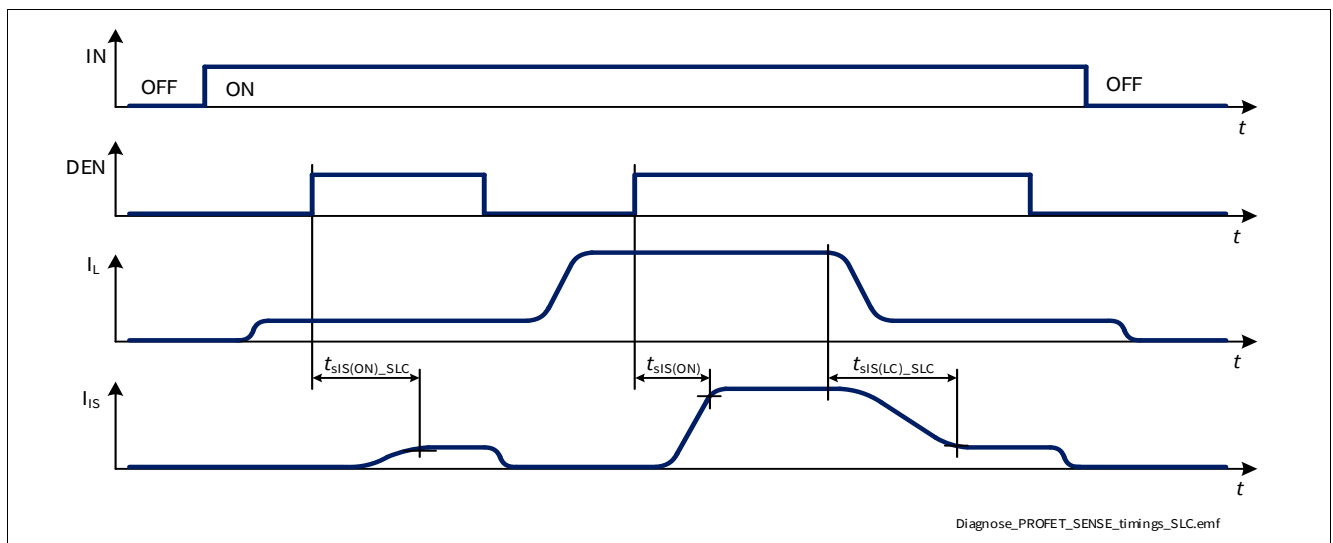 IN
OFF
ON
OFF
t
DEN
t
IL
t
tsIS(ON)_SLC
tsIS(ON)
tsIS(LC)_SLC
IIS
t
Diagnose_PROFET_SENSE_timings_SLC.emf